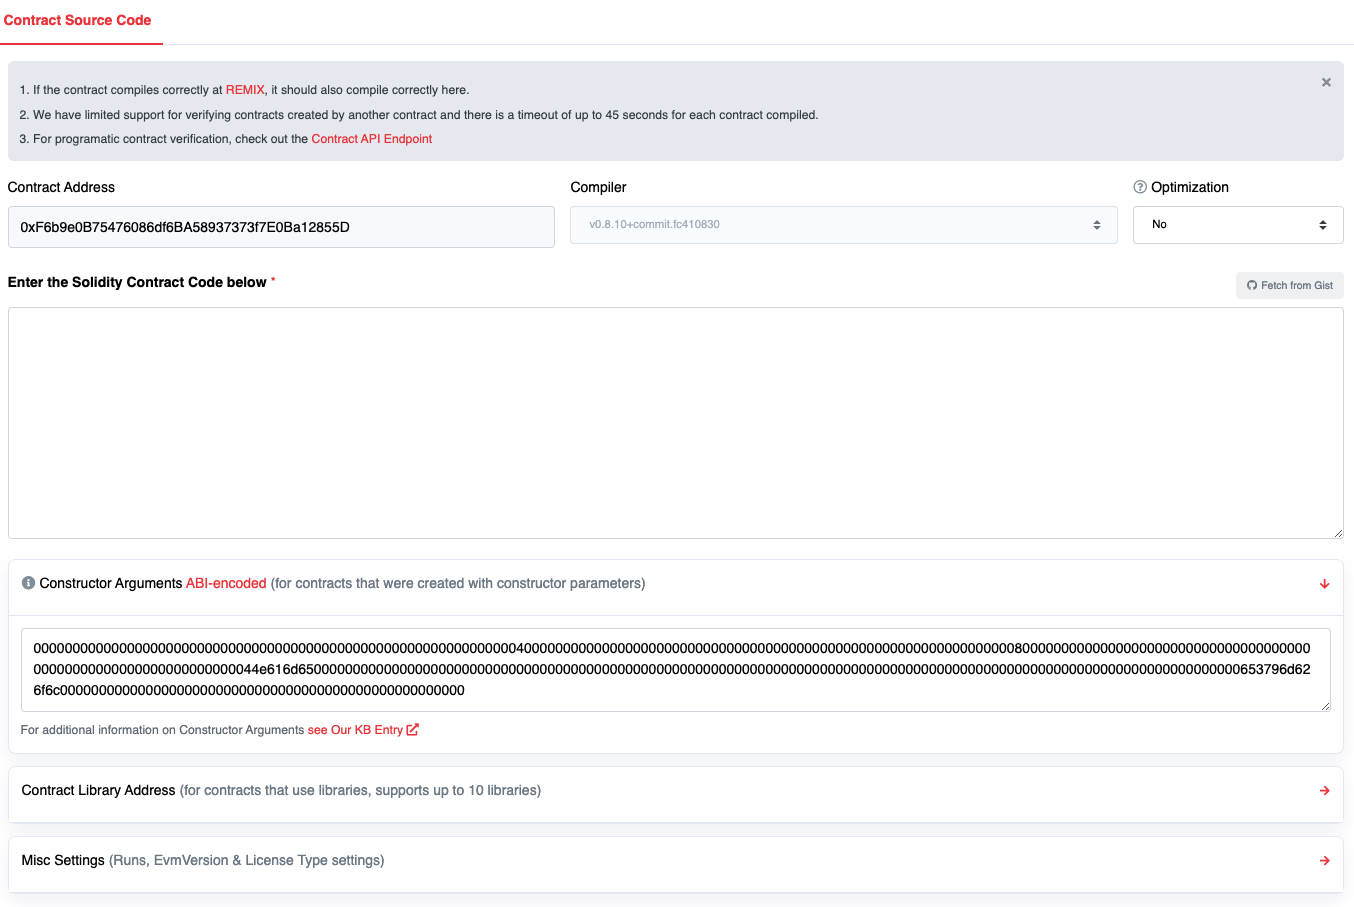 Contract Source Code
1. If the contract compiles correctly at REMIX, it should also compile correctly here.
2. We have limited support for verifying contracts created by another contract and there is a timeout of up to 45 seconds for each contract compiled.
3. For programatic contract verification, check out the Contract API Endpoint
Contract Address
Compiler
Optimization
0xF6b9e0B75476086df6BA58937373f7E0Ba12855D
v0.8.10+commit.fc410830
No
Enter the Solidity Contract Code below *
Fetch from Gist
Constructor Arguments ABI-encoded (for contracts that were created with constructor parameters)
00000000000000000000000000000000000000000000000000000000000000400000000000000000000000000000000000000000000000000000000000000080000000000000000000000000000000000000
00000000000000000000000000044e616d6500000000000000000000000000000000000000000000000000000000000000000000000000000000000000000000000000000000000000000000000653796d62
6f6c0000000000000000000000000000000000000000000000000000
For additional information on Constructor Arguments see Our KB Entry
Contract Library Address (for contracts that use libraries, supports up to 10 libraries)
Misc Settings (Runs, EvmVersion & License Type settings)